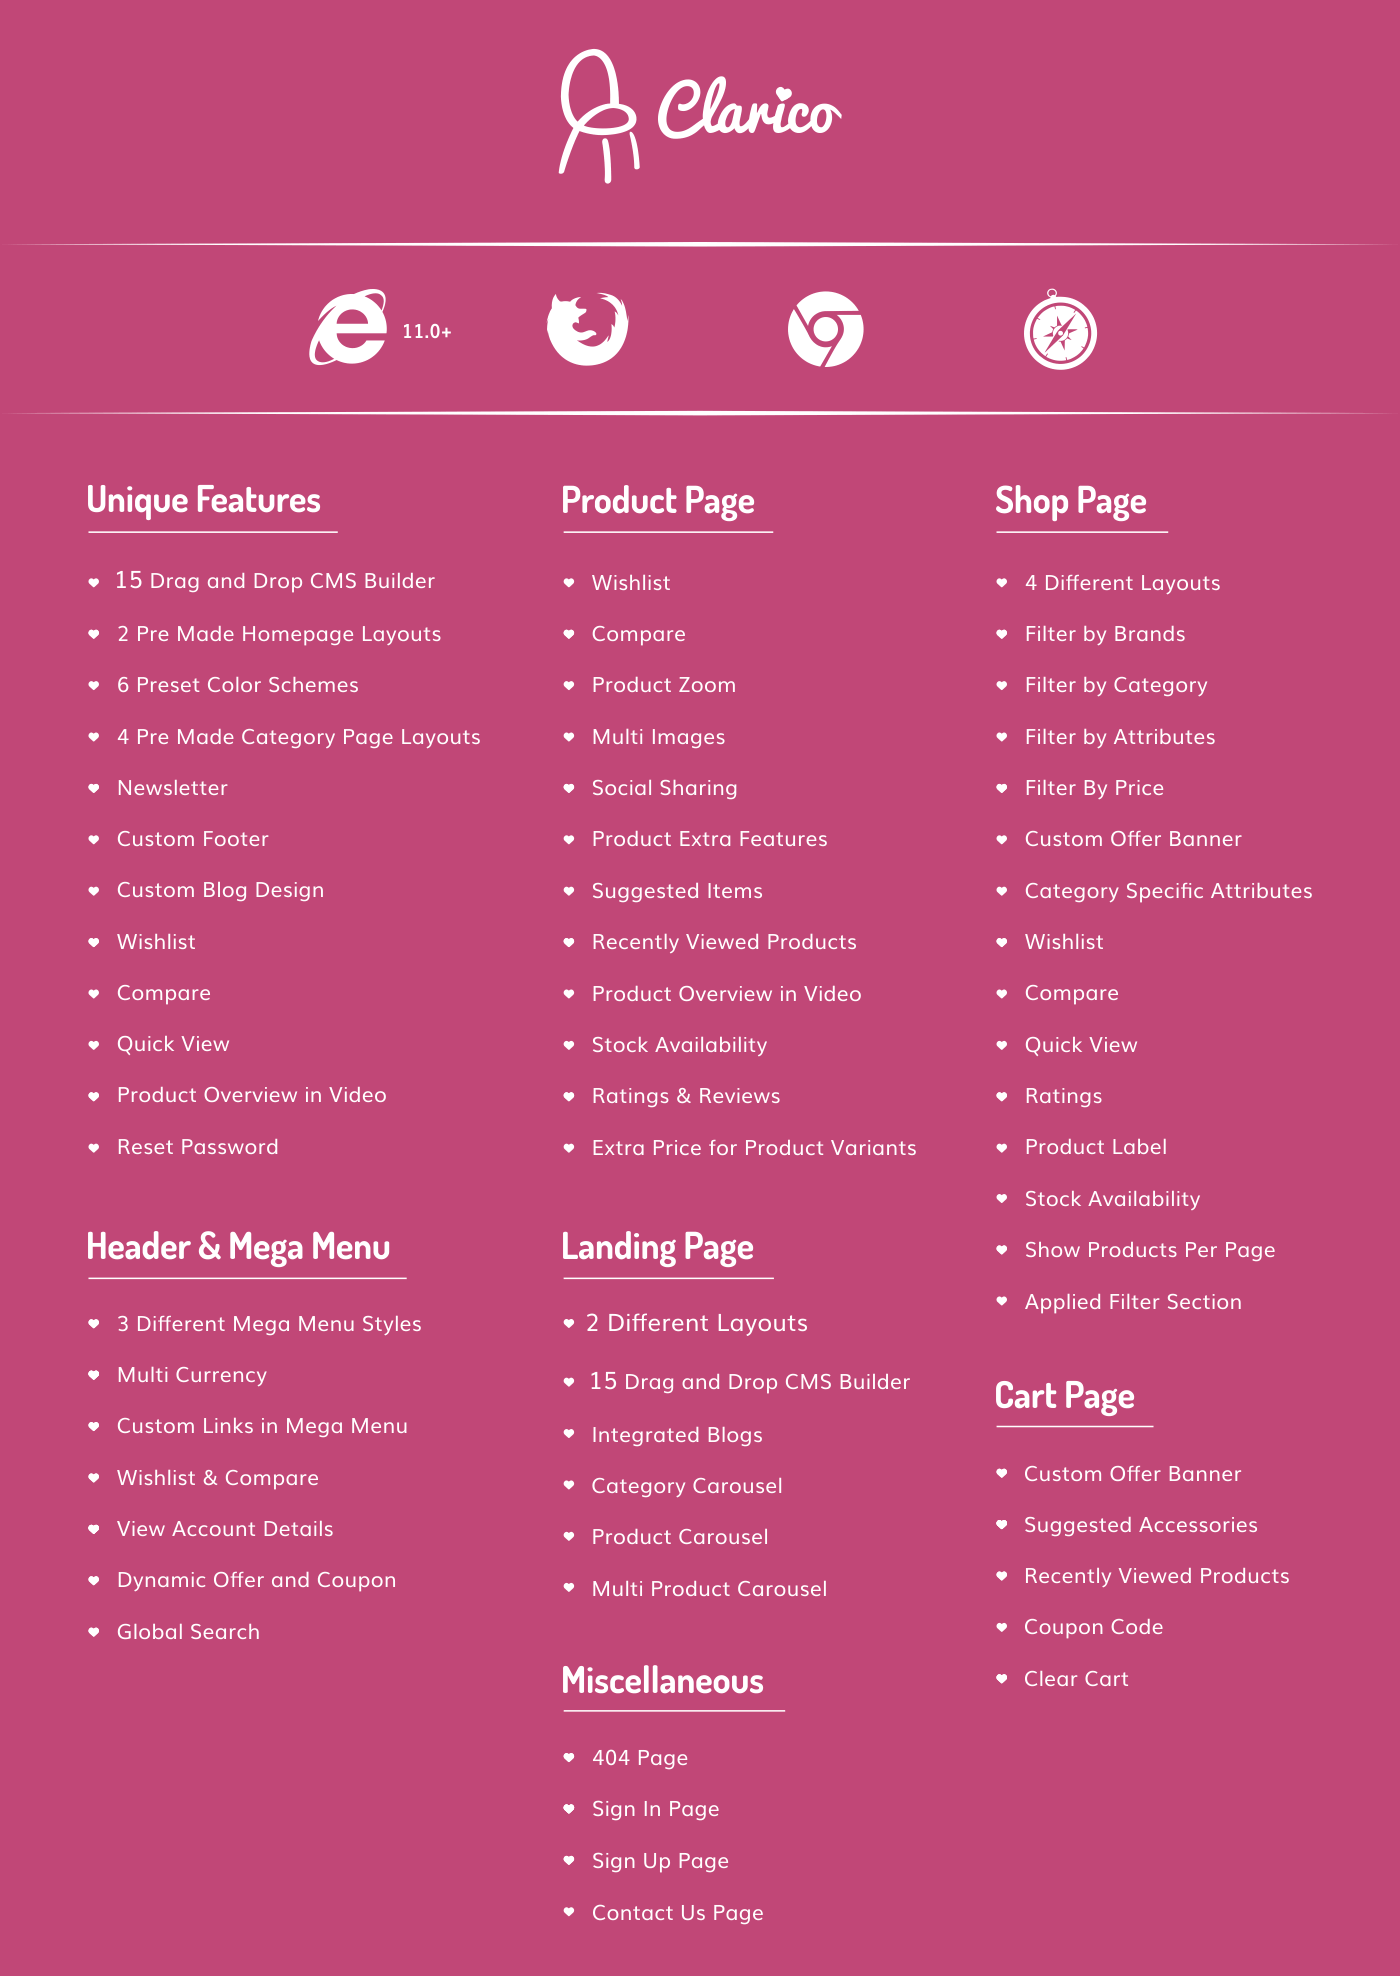 Clarico
11.0+
Unique Features
15 Drag and Drop CMS Builder
2 Pre Made Homepage Layouts
6 Preset Color Schemes
4 Pre Made Category Page Layouts
Newsletter
Custom Footer
Custom Blog Design
Wishlist
Compare
Quick View
Product Overview in Video
Reset Password
Header & Mega Menu
3 Different Mega Menu Styles
Multi Currency
Custom Links in Mega Menu
Wishlist & Compare
View Account Details
Dynamic Offer and Coupon
Global Search
Product Page
Wishlist
Compare
Product Zoom
Multi Images
Social Sharing
Product Extra Features
Suggested Items
Recently Viewed Products
Product Overview in Video
Stock Availability
Ratings & Reviews
Extra Price for Product Variants
Landing Page
2 Different Layouts
15 Drag and Drop CMS Builder
Integrated Blogs
Category Carousel
Product Carousel
Multi Product Carousel
Miscellaneous
404 Page
Sign In Page
Sign Up Page
Contact Us Page
Shop Page
4 Different Layouts
Filter by Brands
Filter by Category
Filter by Attributes
Filter By Price
Custom Offer Banner
Category Specific Attributes
Wishlist
Compare
Quick View
Ratings
Product Label
Stock Availability
Show Products Per Page
Applied Filter Section
Cart Page
Custom Offer Banner
Suggested Accessories
Recently Viewed Products
Coupon Code
Clear Cart